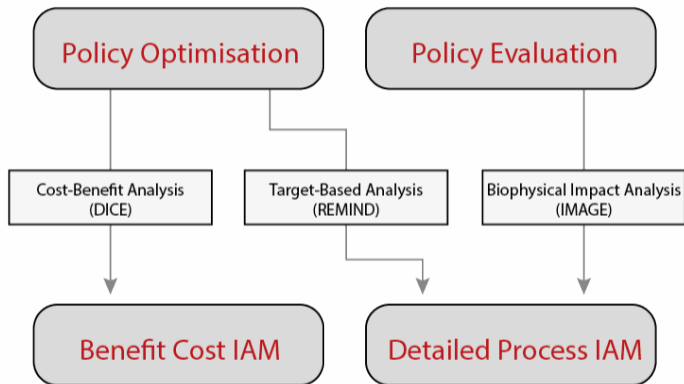 Policy Optimisation
Policy Evaluation
Cost-Benefit Analysis
(DICE)
Target-Based Analysis
(REMIND)
Biophysical Impact Analysis
(IMAGE)
Benefit Cost IAM
Detailed Process IAM